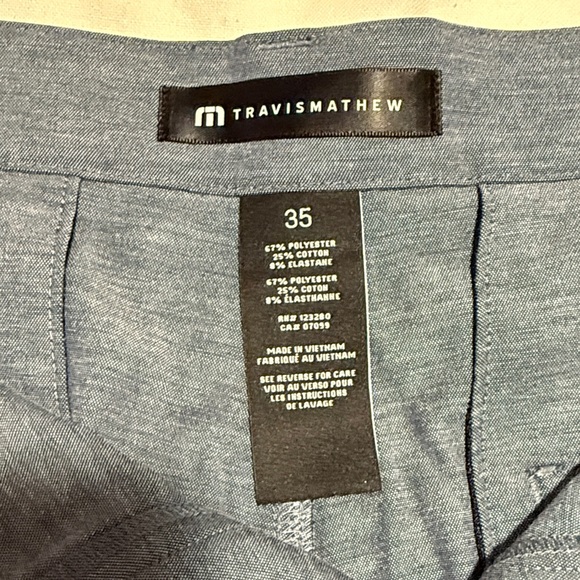 TRAVISMATHEW
35
67% POLYESTER
25% COTTON
8% ELASTANE
67% POLYESTER
25% COTTON
8% ÉLASTHANNE
RN# 123280
CA# 07099
MADE IN VIETNAM
FABRIQUÉ AU VIETNAM
SEE REVERSE FOR CARE
VOIR AU VERSO POUR
LES INSTRUCTIONS
DE LAVAGE